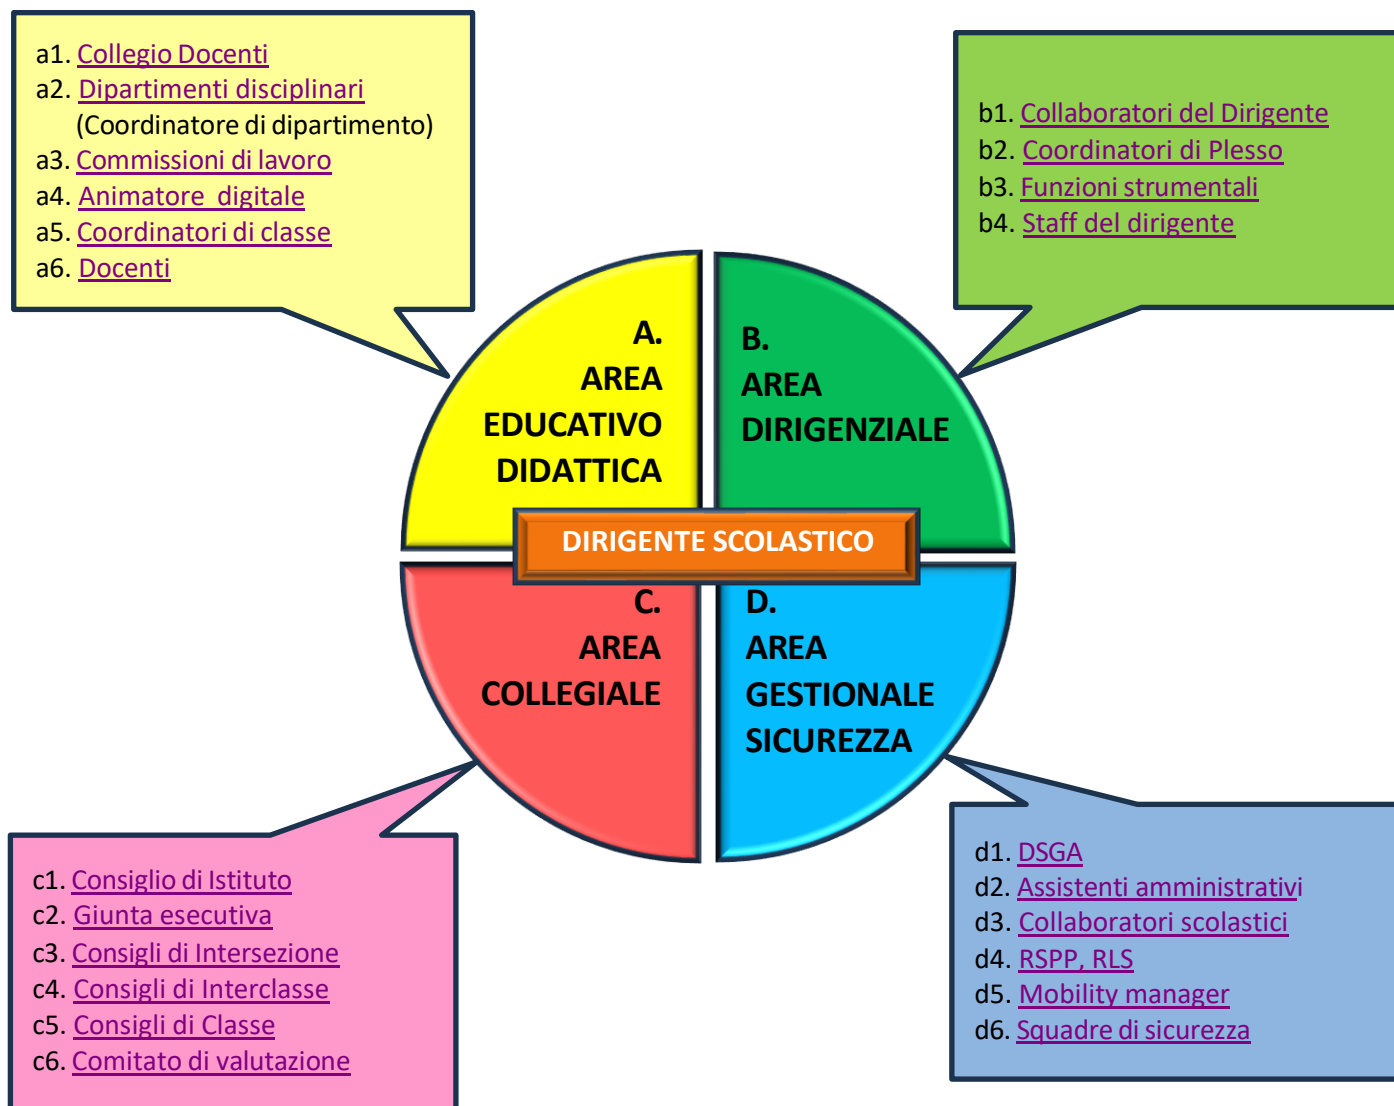 a1. Collegio Docenti
a2. Dipartimenti disciplinari
(Coordinatore di dipartimento)
a3. Commissioni di lavoro
a4. Animatore digitale
a5. Coordinatori di classe
a6. Docenti
b1. Collaboratori del Dirigente
b2. Coordinatori di Plesso
b3. Funzioni strumentali
b4. Staff del dirigente
A.
AREA
EDUCATIVO
DIDATTICA
B.
AREA
DIRIGENZIALE
DIRIGENTE SCOLASTICO
C.
AREA
COLLEGIALE
D.
AREA
GESTIONALE
SICUREZZA
c1. Consiglio di Istituto
c2. Giunta esecutiva
c3. Consigli di Intersezione
c4. Consigli di Interclasse
c5. Consigli di Classe
c6. Comitato di valutazione
d1. DSGA
d2. Assistenti amministrativi
d3. Collaboratori scolastici
d4. RSPP, RLS
d5. Mobility manager
d6. Squadre di sicurezza